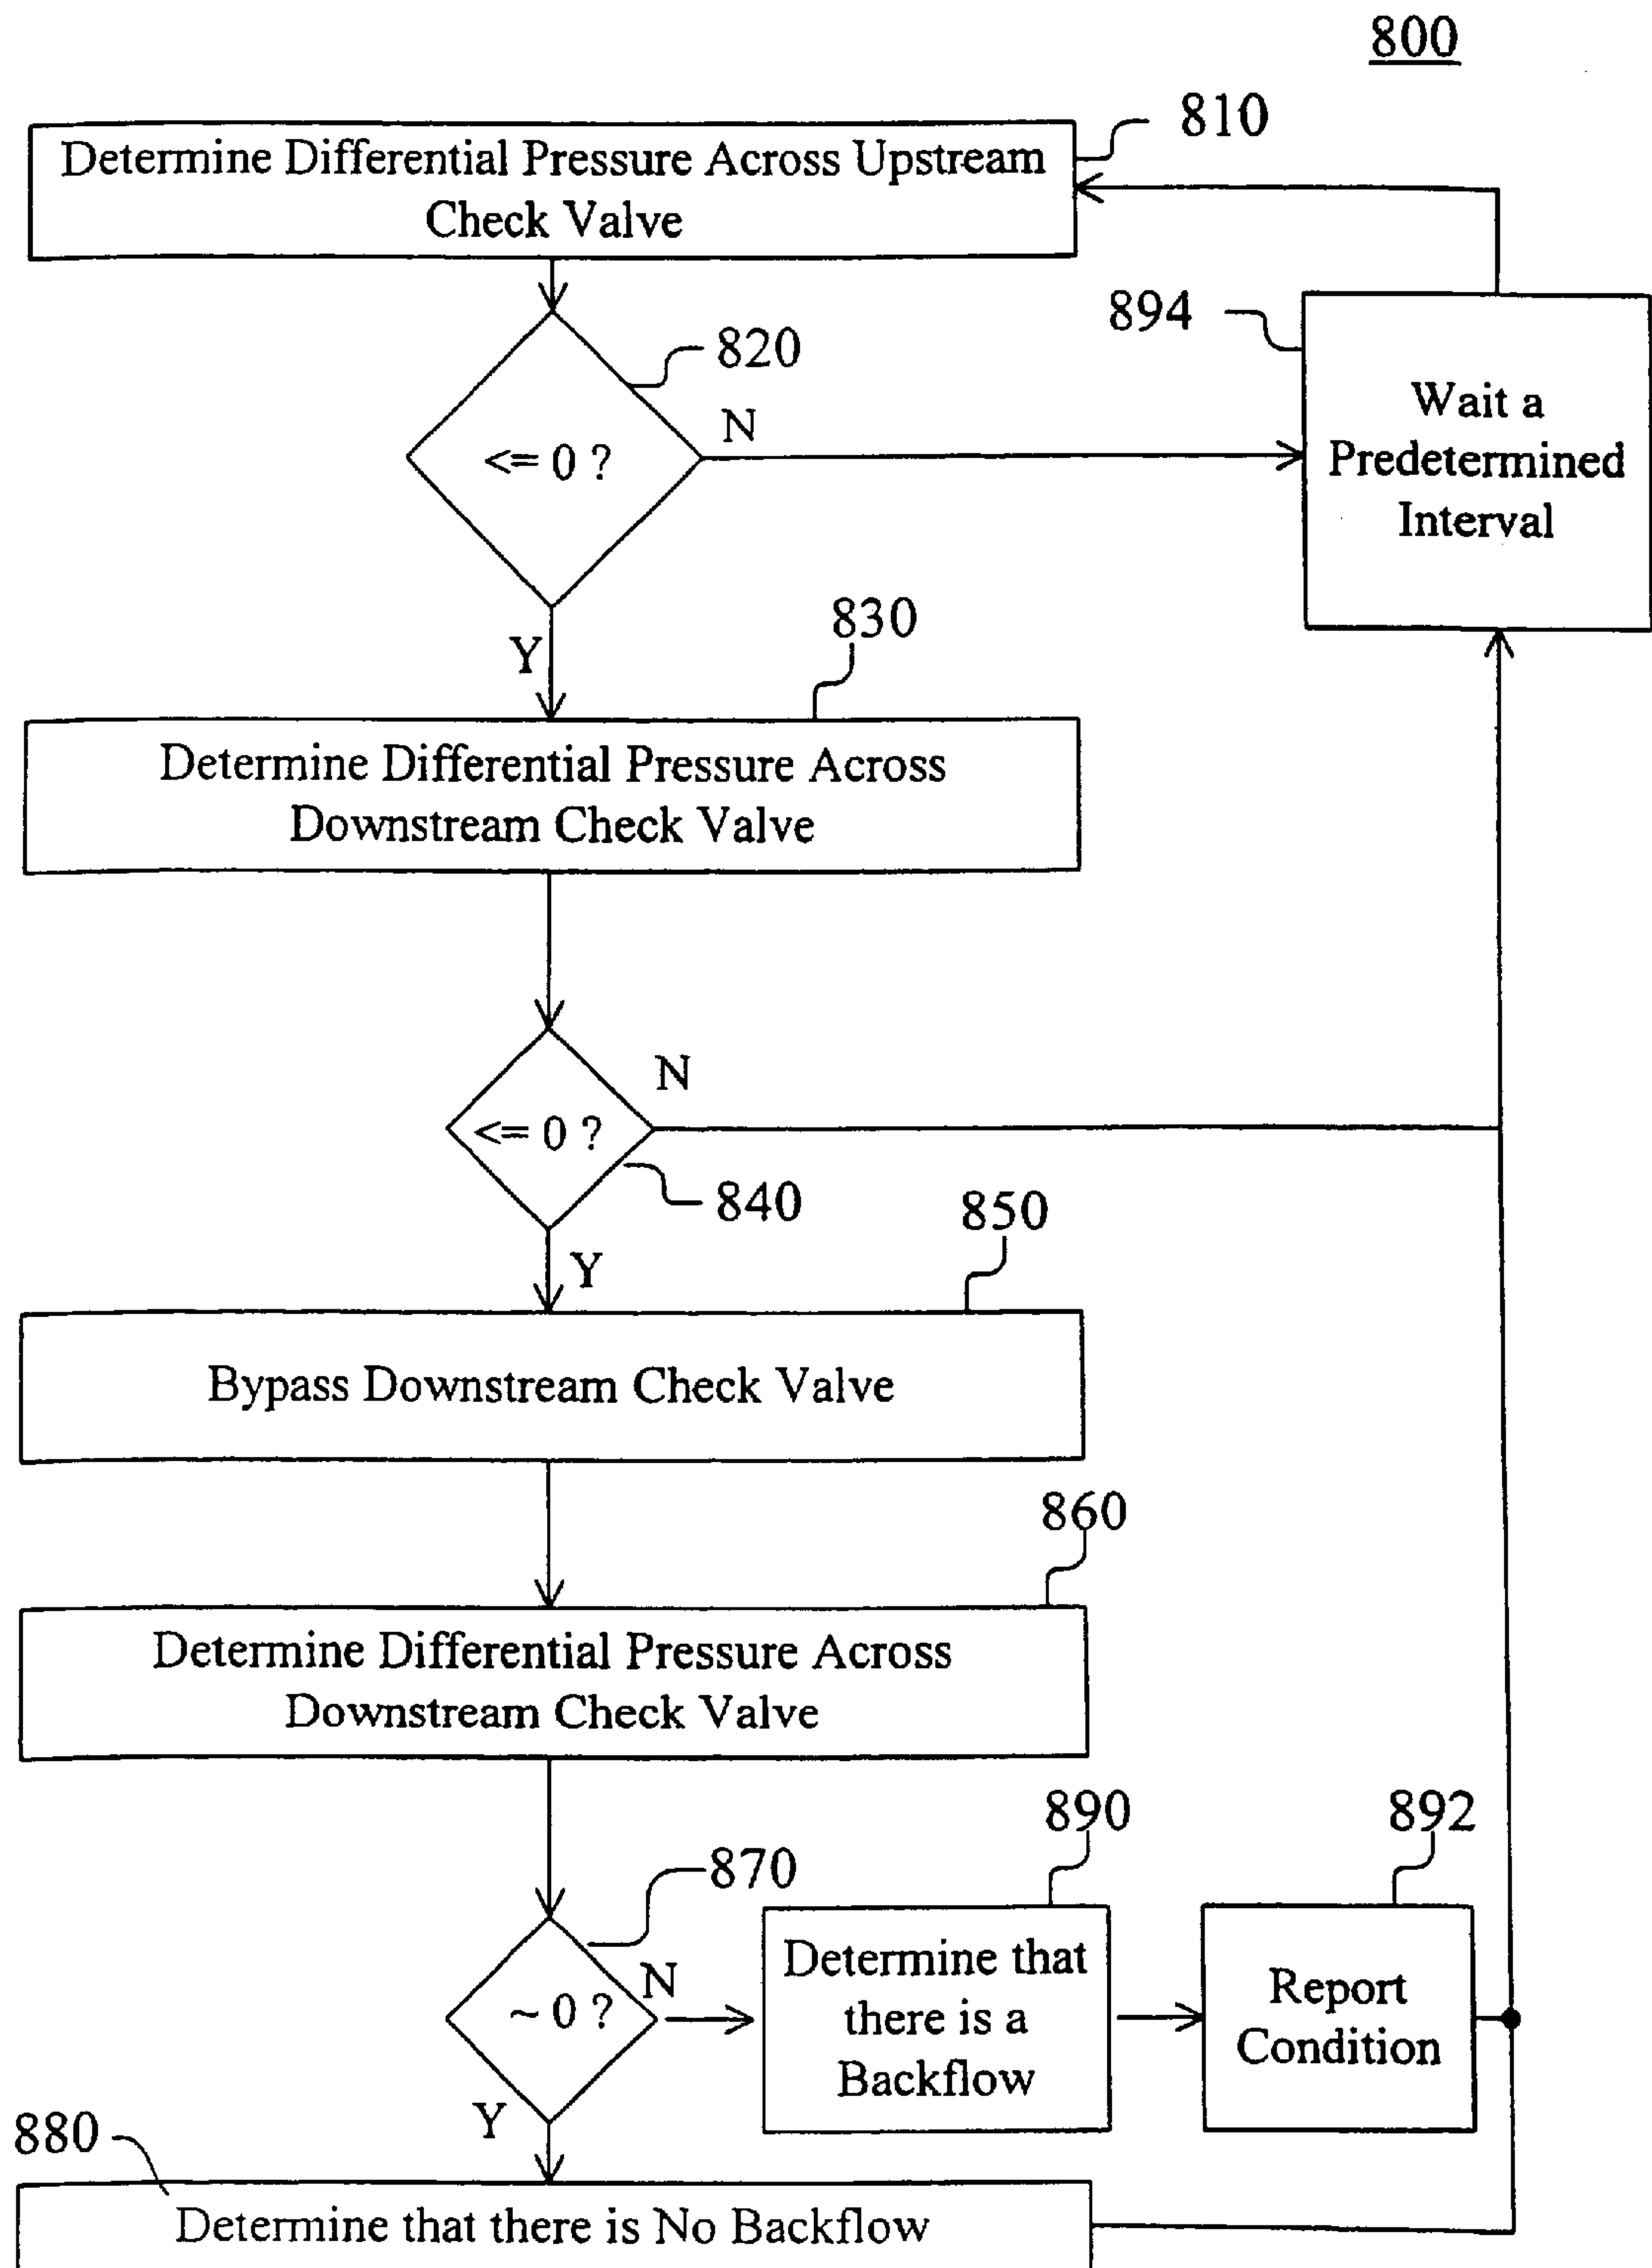 800
810
Determine Differential Pressure Across Upstream
Check Valve
894
820
<= 0 ?
N
Wait a
Predetermined
Interval
Y
830
Determine Differential Pressure Across
Downstream Check Valve
N
<= 0 ?
840
Y
850
Bypass Downstream Check Valve
860
Determine Differential Pressure Across
Downstream Check Valve
870
~ 0 ?
N
890
Determine that
there is a
Backflow
892
Report
Condition
Y
880
Determine that there is No Backflow